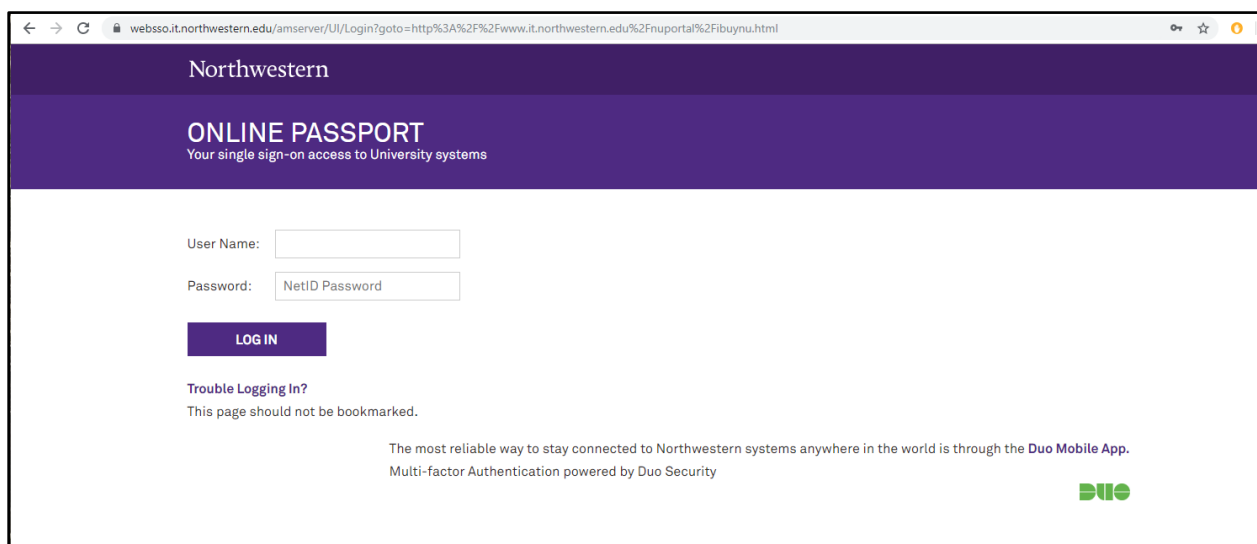 websso.it.northwestern.edu/amserver/UI/Login?goto=http%3A%2F%2Fwww.it.northwestern.edu%2Fnuportal%2Fibuynu.html
Northwestern
ONLINE PASSPORT
Your single sign-on access to University systems
User Name:
Password: NetID Password
LOG IN
Trouble Logging In?
This page should not be bookmarked.
The most reliable way to stay connected to Northwestern systems anywhere in the world is through the Duo Mobile App.
Multi-factor Authentication powered by Duo Security
DUO